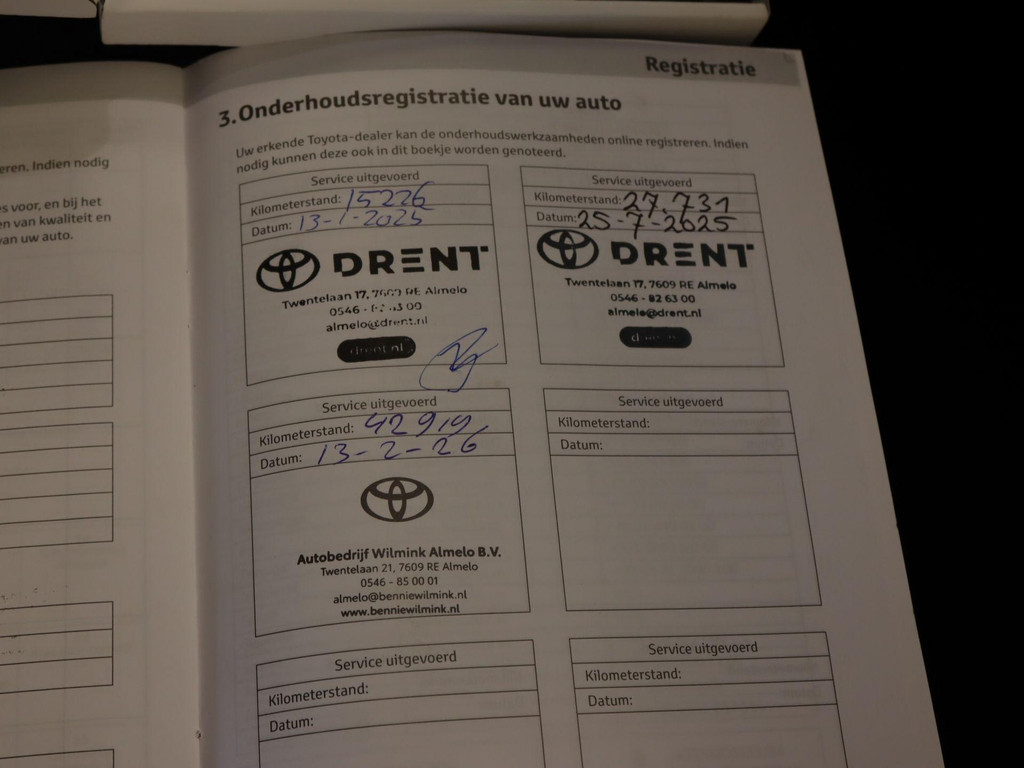 eren. Indien nodig
es voor, en bij het
en van kwaliteit en
van uw auto.
Registratie
3. Onderhoudsregistratie van uw auto
Uw erkende Toyota-dealer kan de onderhoudswerkzaamheden online registreren. Indien
nodig kunnen deze ook in dit boekje worden genoteerd.
Service uitgevoerd
Kilometerstand: 15226
Datum: 13-1-2025
DRENT
Twentelaan 17, 7609 RE Almelo
0546 - 82 63 00
almelo@drent.nl
drent.nl
Service uitgevoerd
Kilometerstand: 27.731
Datum: 25-7-2025
DRENT
Twentelaan 17, 7609 RE Almelo
0546 - 82 63 00
almelo@drent.nl
Service uitgevoerd
Kilometerstand: 42919
Datum: 13-2-26
Autobedrijf Wilmink Almelo B.V.
Twentelaan 21, 7609 RE Almelo
0546 - 85 00 01
almelo@benniewilmink.nl
www.benniewilmink.nl
Service uitgevoerd
Kilometerstand:
Datum:
Service uitgevoerd
Kilometerstand:
Datum:
Service uitgevoerd
Kilometerstand:
Datum: